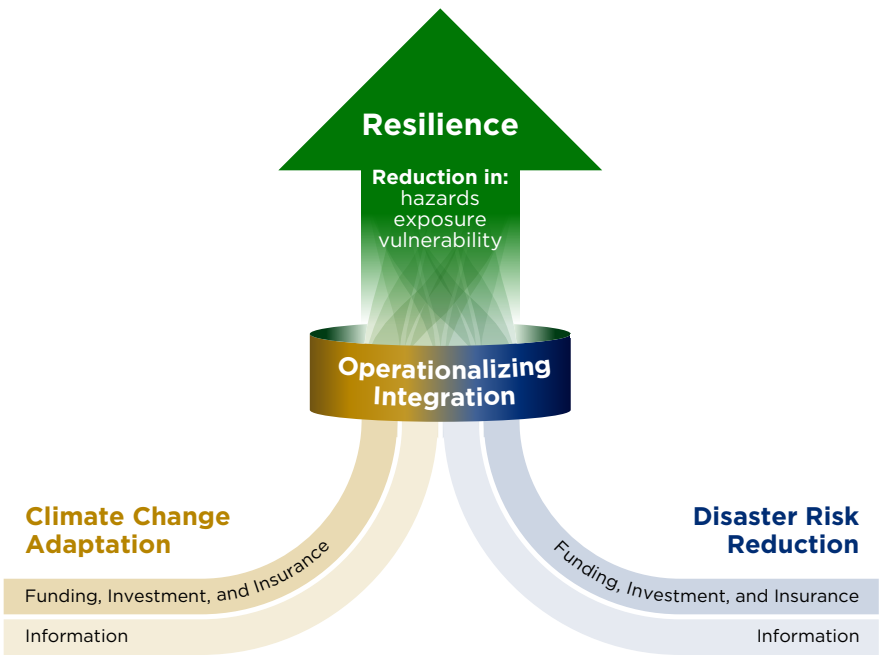 Resilience
Reduction in:
hazards
exposure
vulnerability
Operationalizing
Integration
Climate Change
Adaptation
Funding, Investment, and Insurance
Information
Disaster Risk
Reduction
Funding, Investment, and Insurance
Information